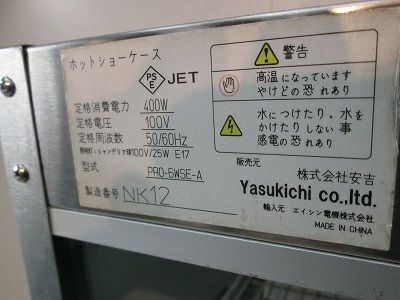 ホットショーケース
PS
E
JET
定格消費電力 400W
定格電圧 100V
定格周波数 50/60Hz
照明灯・シャンデリア球100V/25W E17
型式 PRO-6WSE-A
製造番号 NK12
警告
高温になっています
やけどの恐れあり
水につけたり、水を
かけたりしない事
感電の恐れあり
販売元
株式会社安吉
Yasukichi co.,ltd.
輸入元 エイシン電機株式会社
MADE IN CHINA